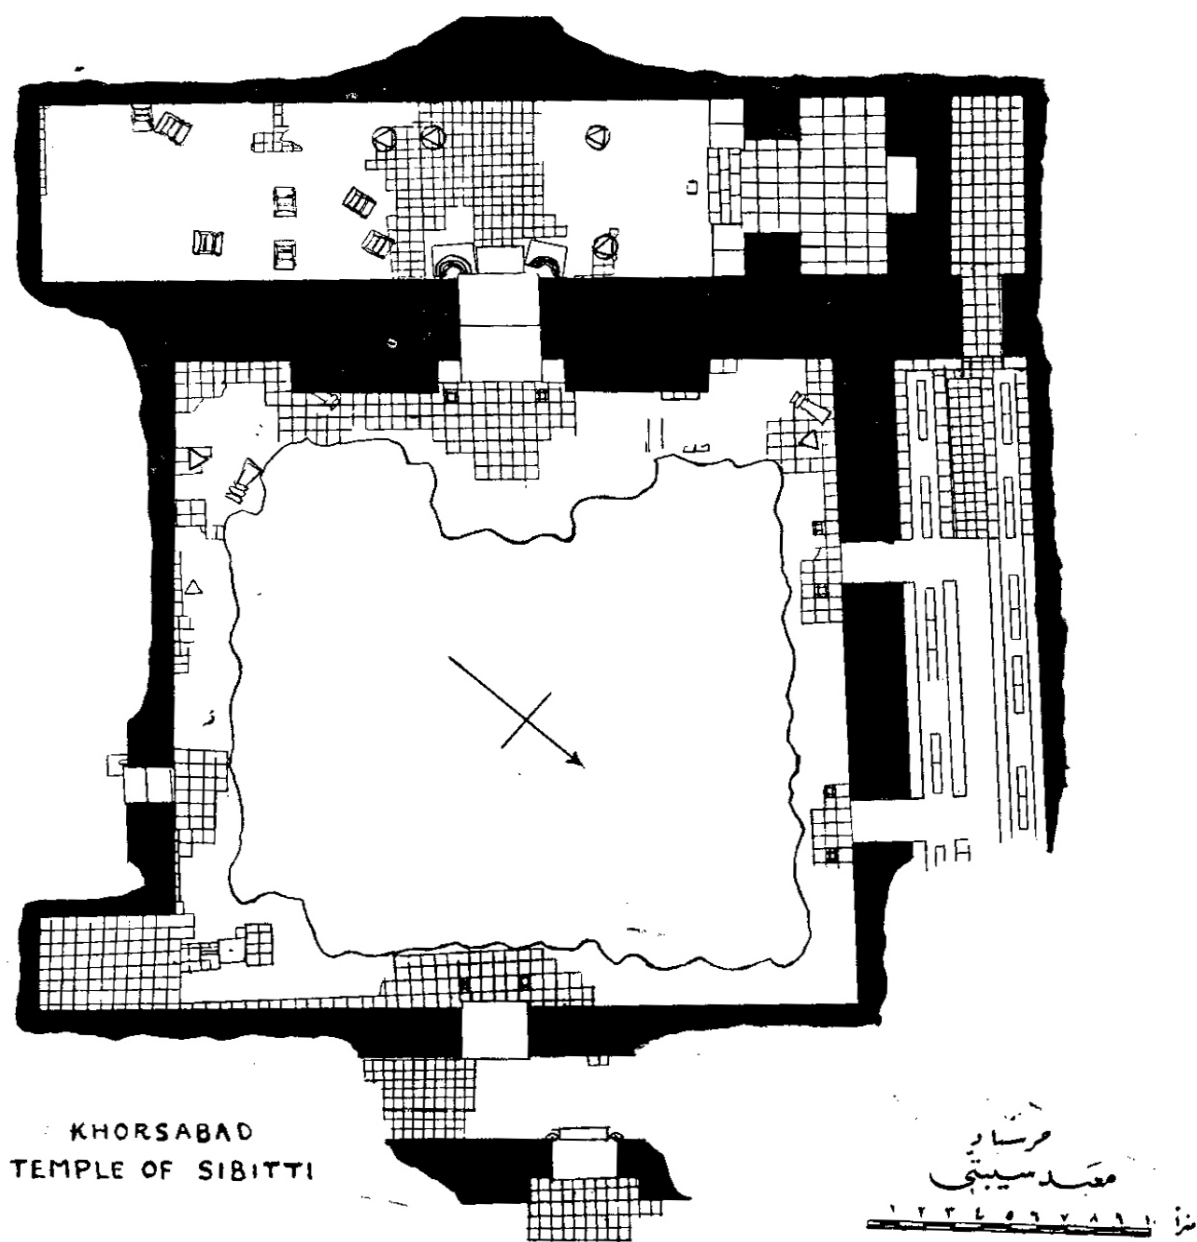 KHORSABAD
TEMPLE OF SIBITTI
خرسباد
معبد سيبتي
١ ٢ ٣ ٤ ٥ ٦ ٧ ٨ ٩ ١٠